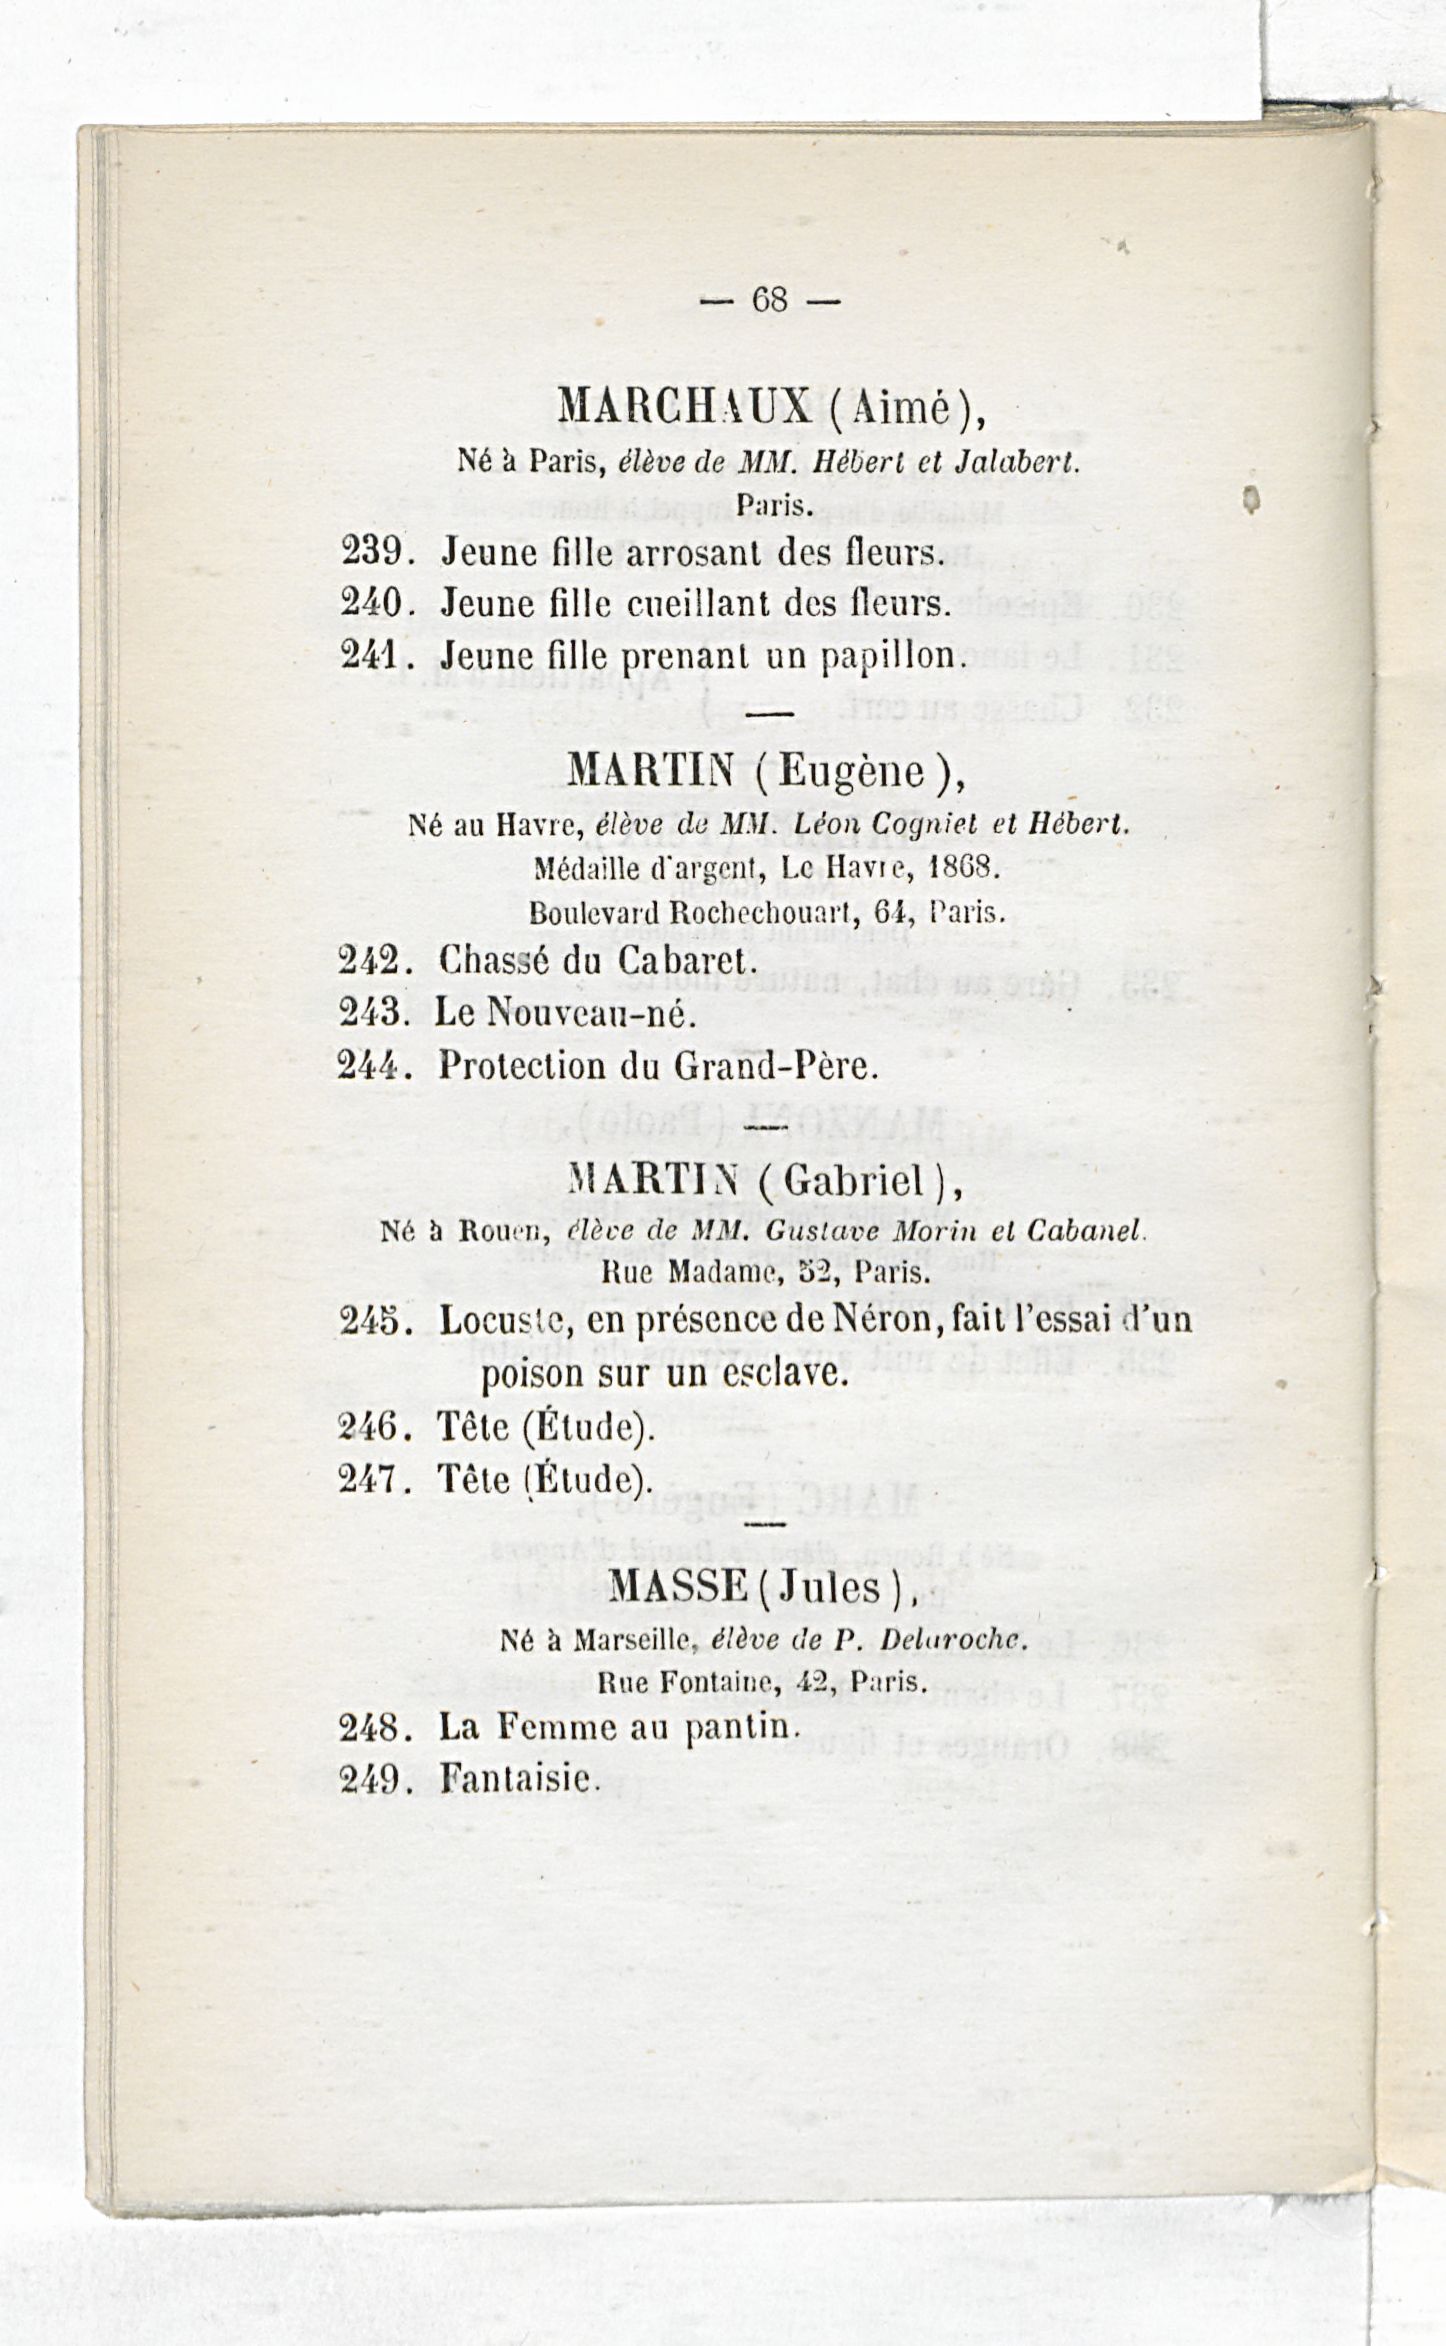 — 68 —
MARCHAUX (Aimé),
Né à Paris, élève de MM. Hébert et Jalabert.
Paris.
239. Jeune fille arrosant des fleurs.
240. Jeune fille cueillant des fleurs.
241. Jeune fille prenant un papillon.
MARTIN (Eugène),
Né au Havre, élève de MM. Léon Cogniet et Hébert.
Médaille d'argent, Le Havre, 1868.
Boulevard Rochechouart, 64, Paris.
242. Chassé du Cabaret.
243. Le Nouveau-né.
244. Protection du Grand-Père.
MARTIN (Gabriel),
Né à Rouen, élève de MM. Gustave Morin et Cabanel.
Rue Madame, 52, Paris.
245. Locuste, en présence de Néron, fait l'essai d'un
poison sur un esclave.
246. Tête (Étude).
247. Tête (Étude).
MASSE (Jules),
Né à Marseille, élève de P. Delaroche.
Rue Fontaine, 42, Paris.
248. La Femme au pantin.
249. Fantaisie.